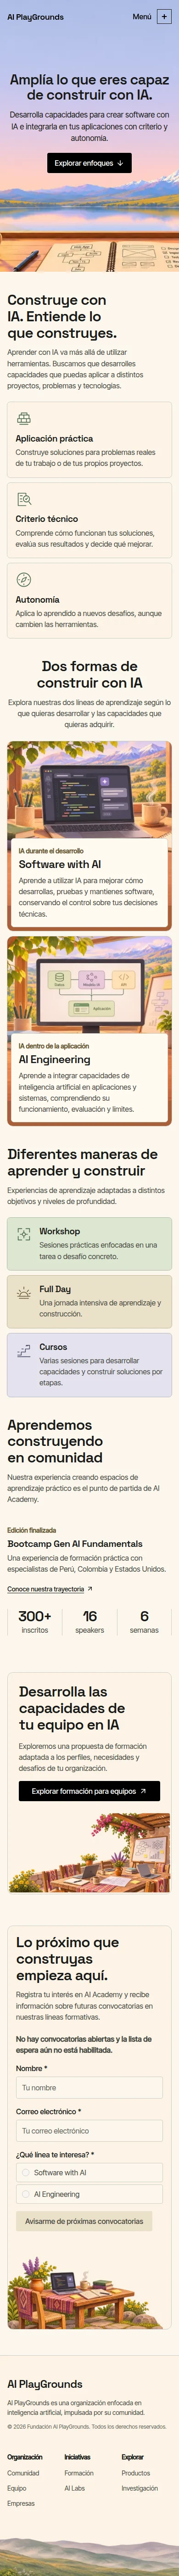 AI PlayGrounds
Menú +
Amplía lo que eres capaz
de construir con IA.
Desarrolla capacidades para crear software con
IA e integrarla en tus aplicaciones con criterio y
autonomía.
Explorar enfoques ↓
Construye con
IA. Entiende lo
que construyes.
Aprender con IA va más allá de utilizar
herramientas. Buscamos que desarrolles
capacidades que puedas aplicar a distintos
proyectos, problemas y tecnologías.
Aplicación práctica
Construye soluciones para problemas reales
de tu trabajo o de tus propios proyectos.
Criterio técnico
Comprende cómo funcionan tus soluciones,
evalúa sus resultados y decide qué mejorar.
Autonomía
Aplica lo aprendido a nuevos desafíos, aunque
cambien las herramientas.
Dos formas de
construir con IA
Explora nuestras dos líneas de aprendizaje según lo
que quieras desarrollar y las capacidades que
quieras adquirir.
IA durante el desarrollo
Software with AI
Aprende a utilizar IA para mejorar cómo
desarrollas, pruebas y mantienes software,
conservando el control sobre tus decisiones
técnicas.
Datos
Modelo AI
API
Aplicación
IA dentro de la aplicación
AI Engineering
Aprende a integrar capacidades de
inteligencia artificial en aplicaciones y
sistemas, comprendiendo su
funcionamiento, evaluación y límites.
Diferentes maneras de
aprender y construir
Experiencias de aprendizaje adaptadas a distintos
objetivos y niveles de profundidad.
Workshop
Sesiones prácticas enfocadas en una
tarea o desafío concreto.
Full Day
Una jornada intensiva de aprendizaje y
construcción.
Cursos
Varias sesiones para desarrollar
capacidades y construir soluciones por
etapas.
Aprendemos
construyendo
en comunidad
Nuestra experiencia creando espacios de
aprendizaje práctico es el punto de partida de AI
Academy.
Edición finalizada
Bootcamp Gen AI Fundamentals
Una experiencia de formación práctica con
especialistas de Perú, Colombia y Estados Unidos.
Conoce nuestra trayectoria ↗
300+ 16 6
inscritos speakers semanas
Desarrolla las
capacidades de
tu equipo en IA
Exploremos una propuesta de formación
adaptada a los perfiles, necesidades y
desafíos de tu organización.
Explorar formación para equipos ↗
Lo próximo que
construyas
empieza aquí.
Registra tu interés en AI Academy y recibe
información sobre futuras convocatorias en
nuestras líneas formativas.
No hay convocatorias abiertas y la lista de
espera aún no está habilitada.
Nombre *
Tu nombre
Correo electrónico *
Tu correo electrónico
¿Qué línea te interesa? *
Software with AI
AI Engineering
Avisarme de próximas convocatorias
AI PlayGrounds
AI PlayGrounds es una organización enfocada en
inteligencia artificial, impulsada por su comunidad.
© 2026 Fundación AI PlayGrounds. Todos los derechos reservados.
Organización Iniciativas Explorar
Comunidad Formación Productos
Equipo AI Labs Investigación
Empresas